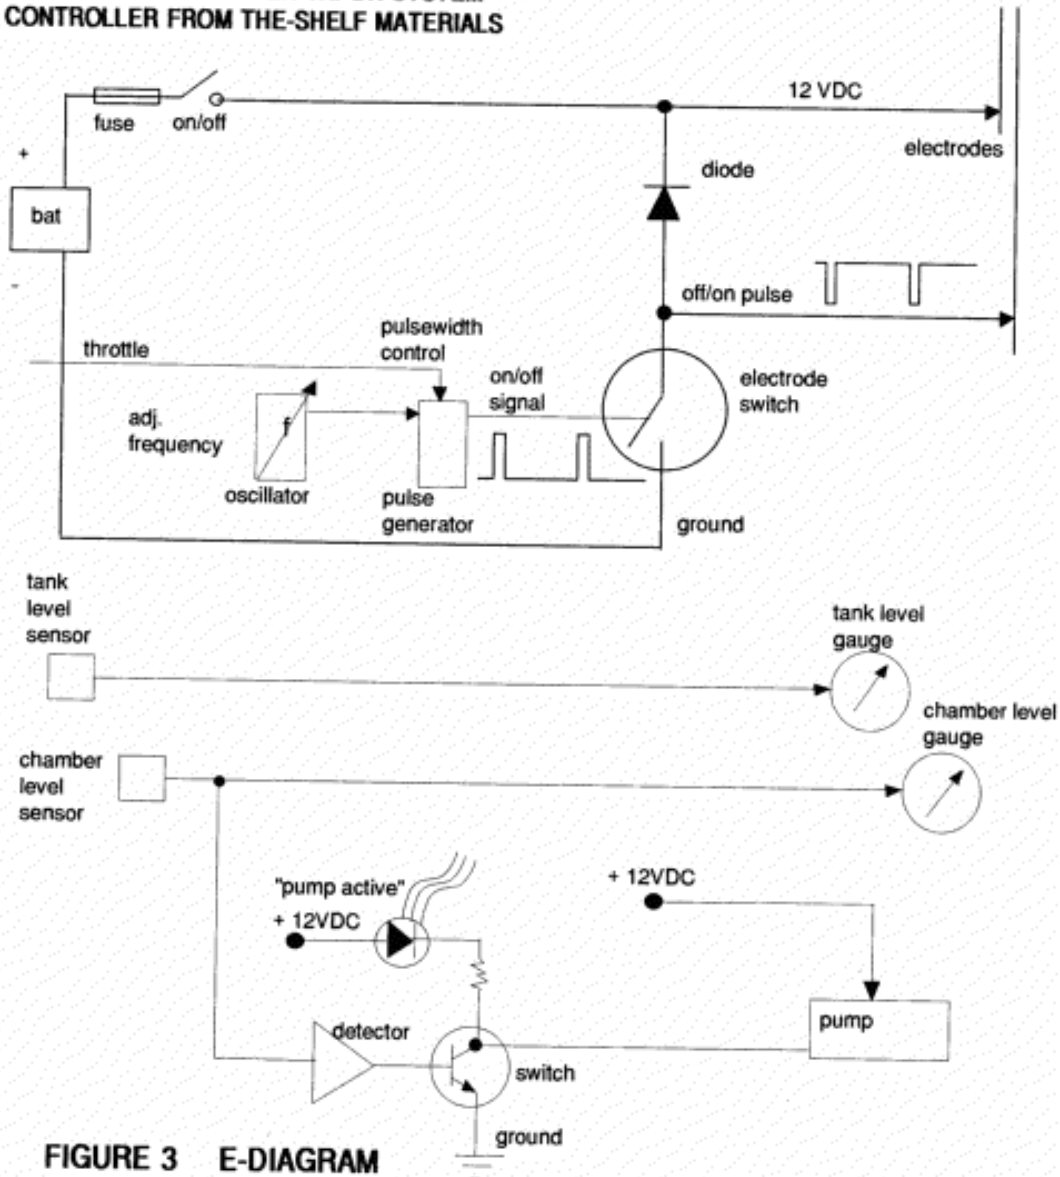 CONTROLLER FROM THE-SHELF MATERIALS
12 VDC
fuse
on/off
electrodes
+
diode
bat
-
off/on pulse
throttle
pulsewidth
control
on/off
signal
electrode
switch
adj.
frequency
f
oscillator
pulse
generator
ground
tank
level
sensor
tank level
gauge
chamber level
gauge
chamber
level
sensor
"pump active"
+ 12VDC
+ 12VDC
detector
pump
switch
ground
FIGURE 3 E-DIAGRAM